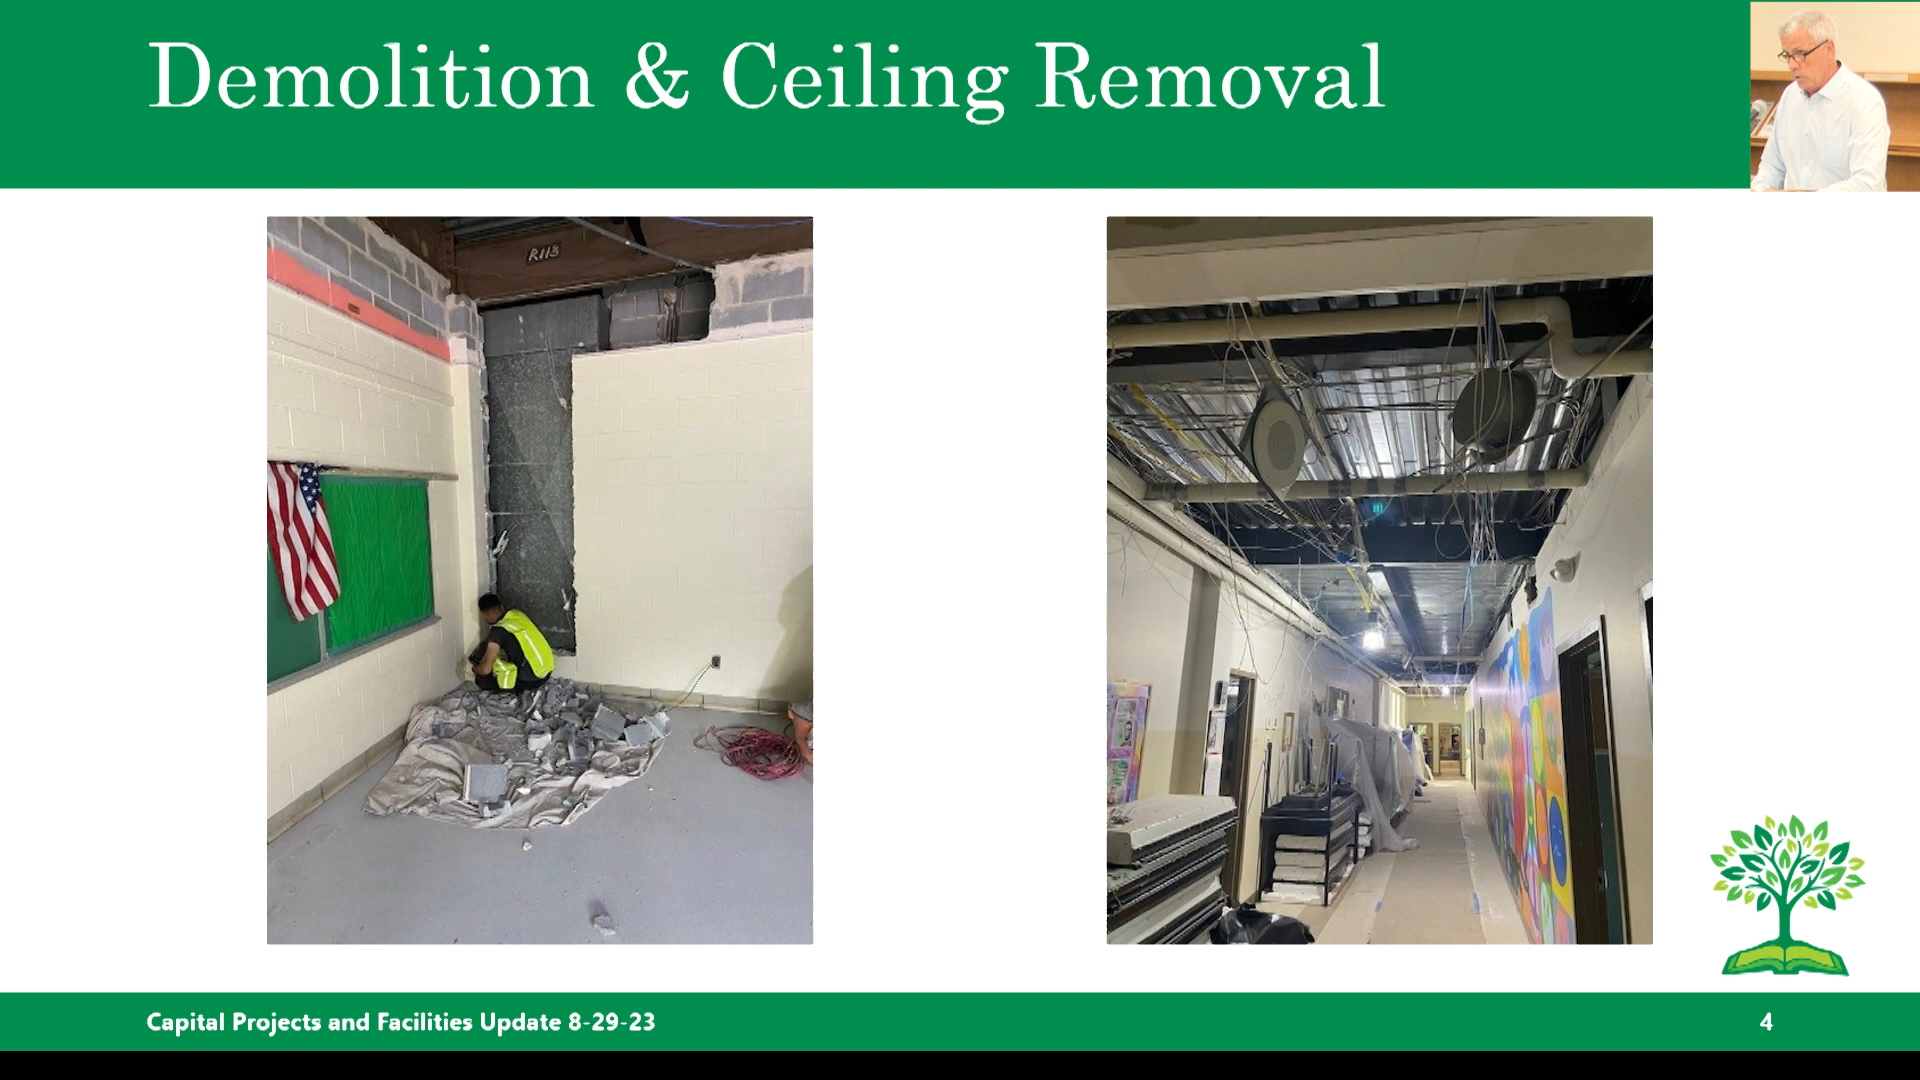 Demolition & Ceiling Removal
R113
Capital Projects and Facilities Update 8-29-23
4